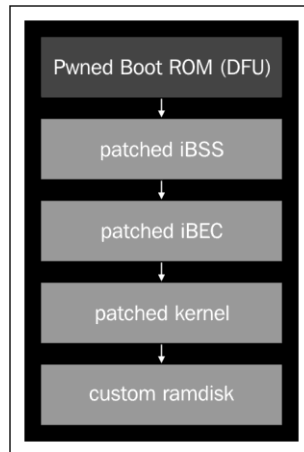 Pwned Boot ROM (DFU)
patched iBSS
patched iBEC
patched kernel
custom ramdisk